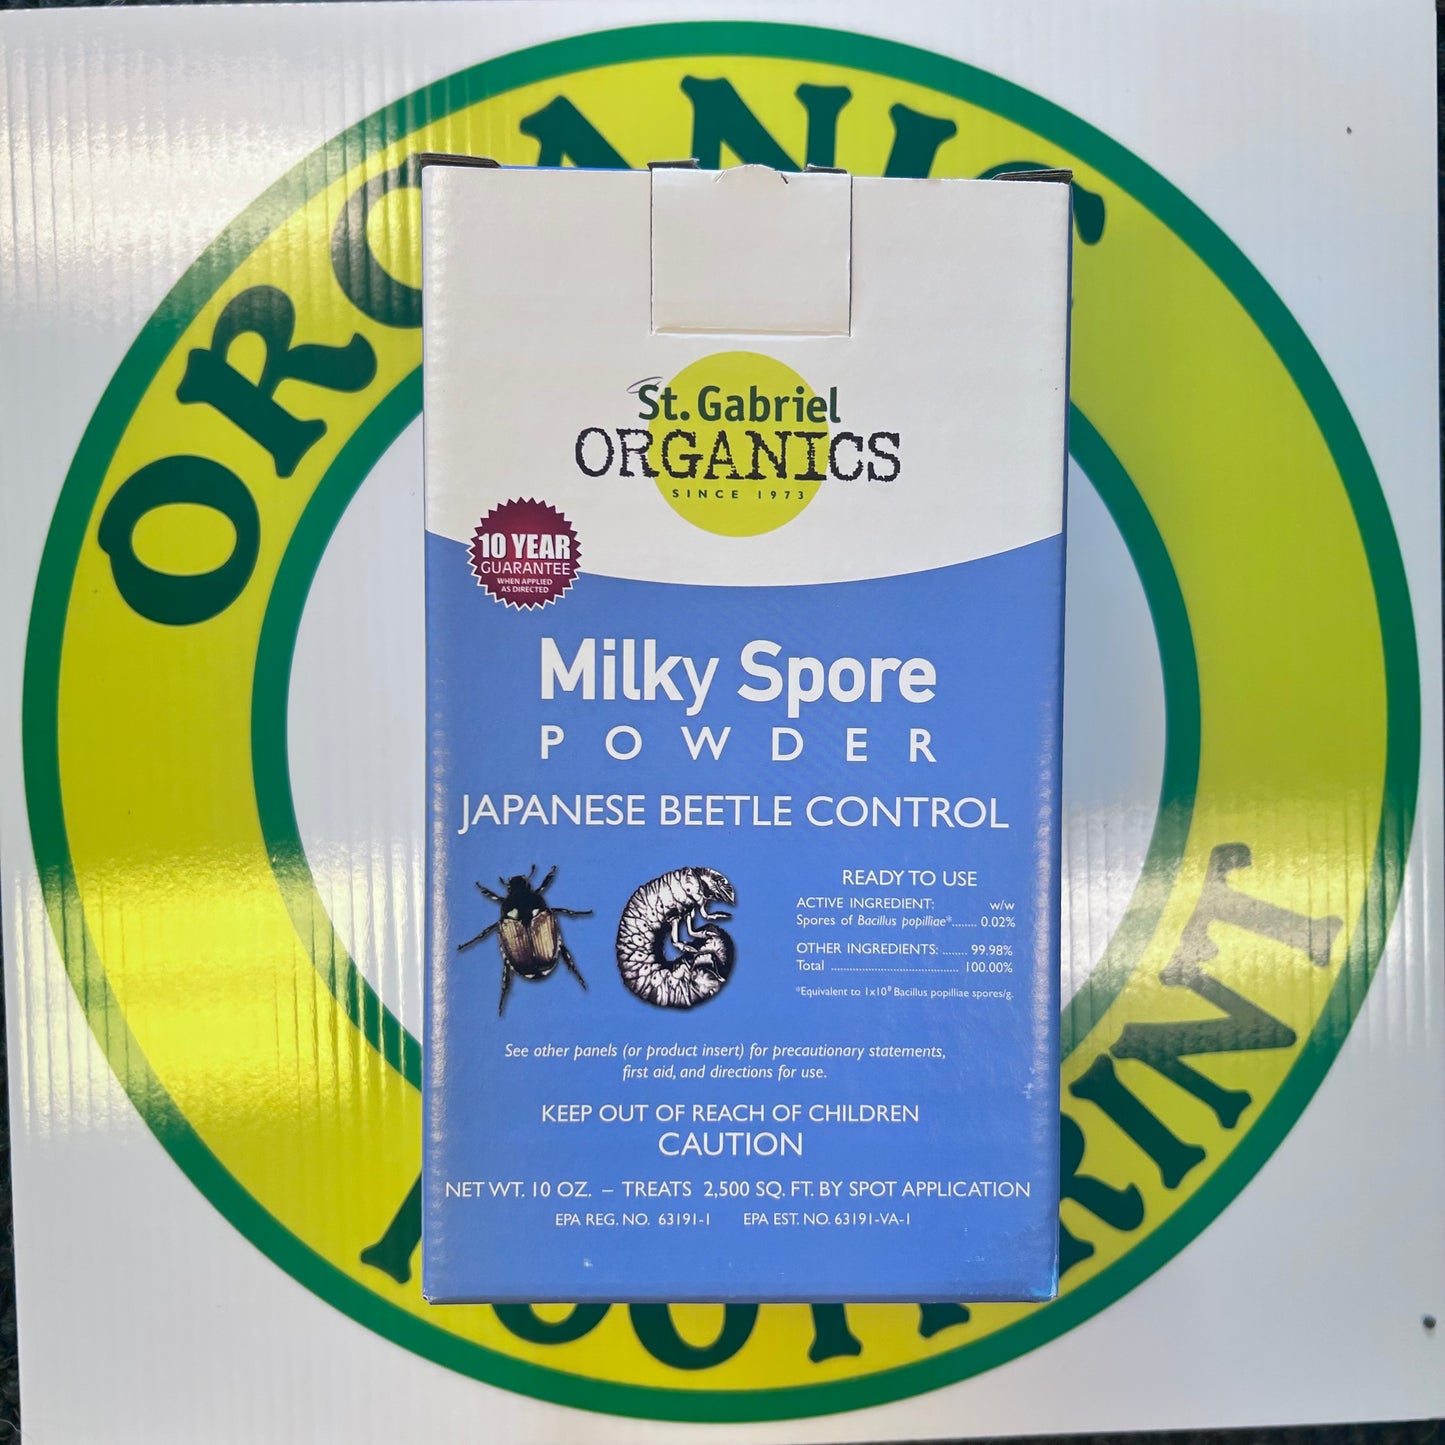 ORGANIC
St. Gabriel
ORGANICS
SINCE 1973
10 YEAR
GUARANTEE
WHEN APPLIED
AS DIRECTED
Milky Spore
POWDER
JAPANESE BEETLE CONTROL
READY TO USE
ACTIVE INGREDIENT: w/w
Spores of Bacillus popilliae*........ 0.02%
OTHER INGREDIENTS: ....... 99.98%
Total ...................................... 100.00%
*Equivalent to 1x10⁸ Bacillus popilliae spores/g.
See other panels (or product insert) for precautionary statements,
first aid, and directions for use.
KEEP OUT OF REACH OF CHILDREN
CAUTION
NET WT. 10 OZ. – TREATS 2,500 SQ. FT. BY SPOT APPLICATION
EPA REG. NO. 63191-1 EPA EST. NO. 63191-VA-1